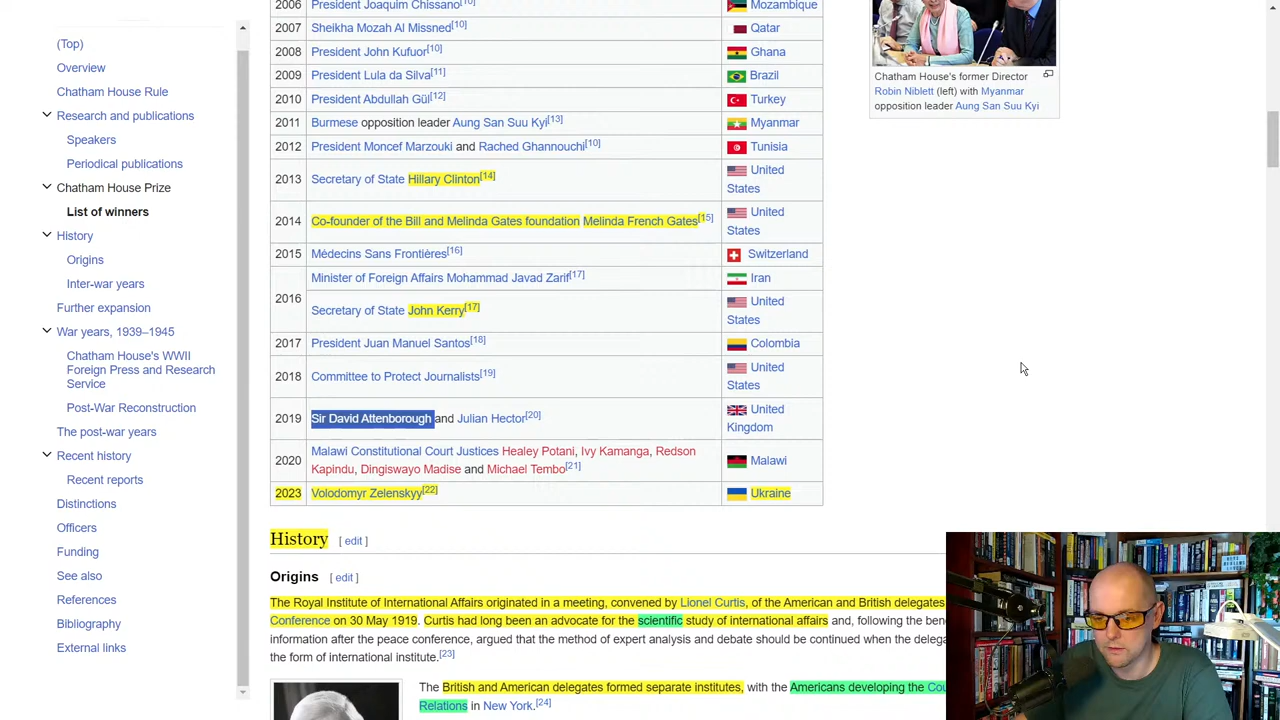 (Top)
Overview
Chatham House Rule
Research and publications
Speakers
Periodical publications
Chatham House Prize
List of winners
History
Origins
Inter-war years
Further expansion
War years, 1939–1945
Chatham House's WWII
Foreign Press and Research
Service
Post-War Reconstruction
The post-war years
Recent history
Recent reports
Distinctions
Officers
Funding
See also
References
Bibliography
External links
2006 President Joaquim Chissano[10] Mozambique
2007 Sheikha Mozah Al Missned[10] Qatar
2008 President John Kufuor[10] Ghana
2009 President Lula da Silva[11] Brazil
2010 President Abdullah Gül[12] Turkey
2011 Burmese opposition leader Aung San Suu Kyi[13] Myanmar
2012 President Moncef Marzouki and Rached Ghannouchi[10] Tunisia
2013 Secretary of State Hillary Clinton[14] United
States
2014 Co-founder of the Bill and Melinda Gates foundation Melinda French Gates[15] United
States
2015 Médecins Sans Frontières[16] Switzerland
2016 Minister of Foreign Affairs Mohammad Javad Zarif[17] Iran
Secretary of State John Kerry[17] United
States
2017 President Juan Manuel Santos[18] Colombia
2018 Committee to Protect Journalists[19] United
States
2019 Sir David Attenborough and Julian Hector[20] United
Kingdom
2020 Malawi Constitutional Court Justices Healey Potani, Ivy Kamanga, Redson
Kapindu, Dingiswayo Madise and Michael Tembo[21] Malawi
2023 Volodomyr Zelenskyy[22] Ukraine
Chatham House's former Director
Robin Niblett (left) with Myanmar
opposition leader Aung San Suu Kyi
History [ edit ]
Origins [ edit ]
The Royal Institute of International Affairs originated in a meeting, convened by Lionel Curtis, of the American and British delegates
Conference on 30 May 1919. Curtis had long been an advocate for the scientific study of international affairs and, following the
information after the peace conference, argued that the method of expert analysis and debate should be continued when the
the form of international institute.[23]
The British and American delegates formed separate institutes, with the Americans developing the
Relations in New York.[24]